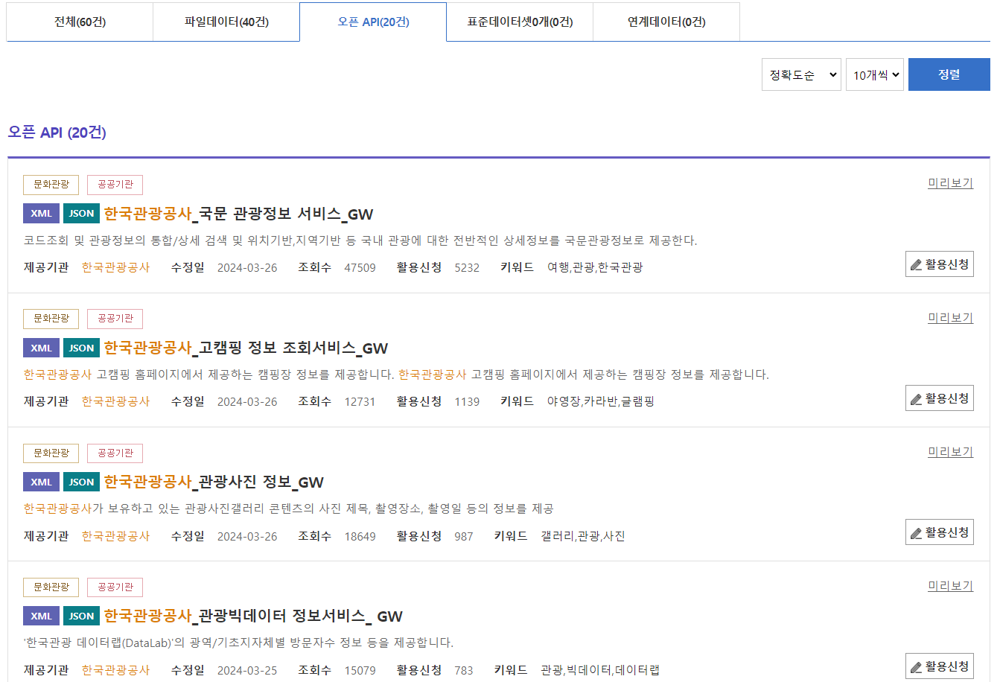 전체(60건) 파일데이터(40건) 오픈 API(20건) 표준데이터셋0개(0건) 연계데이터(0건)
정확도순 10개씩 정렬
오픈 API (20건)
문화관광 공공기관 미리보기
XML JSON 한국관광공사_국문 관광정보 서비스_GW
코드조회 및 관광정보의 통합/상세 검색 및 위치기반,지역기반 등 국내 관광에 대한 전반적인 상세정보를 국문관광정보로 제공한다.
제공기관 한국관광공사 수정일 2024-03-26 조회수 47509 활용신청 5232 키워드 여행,관광,한국관광 활용신청
문화관광 공공기관 미리보기
XML JSON 한국관광공사_고캠핑 정보 조회서비스_GW
한국관광공사 고캠핑 홈페이지에서 제공하는 캠핑장 정보를 제공합니다. 한국관광공사 고캠핑 홈페이지에서 제공하는 캠핑장 정보를 제공합니다.
제공기관 한국관광공사 수정일 2024-03-26 조회수 12731 활용신청 1139 키워드 야영장,카라반,글램핑 활용신청
문화관광 공공기관 미리보기
XML JSON 한국관광공사_관광사진 정보_GW
한국관광공사가 보유하고 있는 관광사진갤러리 콘텐츠의 사진 제목, 촬영장소, 촬영일 등의 정보를 제공
제공기관 한국관광공사 수정일 2024-03-26 조회수 18649 활용신청 987 키워드 갤러리,관광,사진 활용신청
문화관광 공공기관 미리보기
XML JSON 한국관광공사_관광빅데이터 정보서비스_ GW
'한국관광 데이터랩(DataLab)'의 광역/기초지자체별 방문자수 정보 등을 제공합니다.
제공기관 한국관광공사 수정일 2024-03-25 조회수 15079 활용신청 783 키워드 관광,빅데이터,데이터랩 활용신청